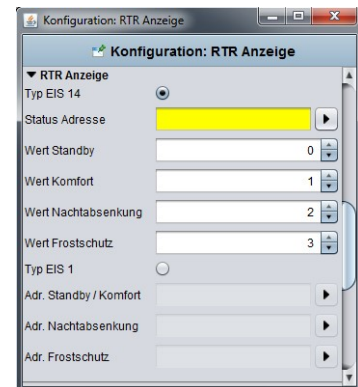 Konfiguration: RTR Anzeige
Konfiguration: RTR Anzeige
RTR Anzeige
Typ EIS 14
Status Adresse
Wert Standby 0
Wert Komfort 1
Wert Nachtabsenkung 2
Wert Frostschutz 3
Typ EIS 1
Adr. Standby / Komfort
Adr. Nachtabsenkung
Adr. Frostschutz